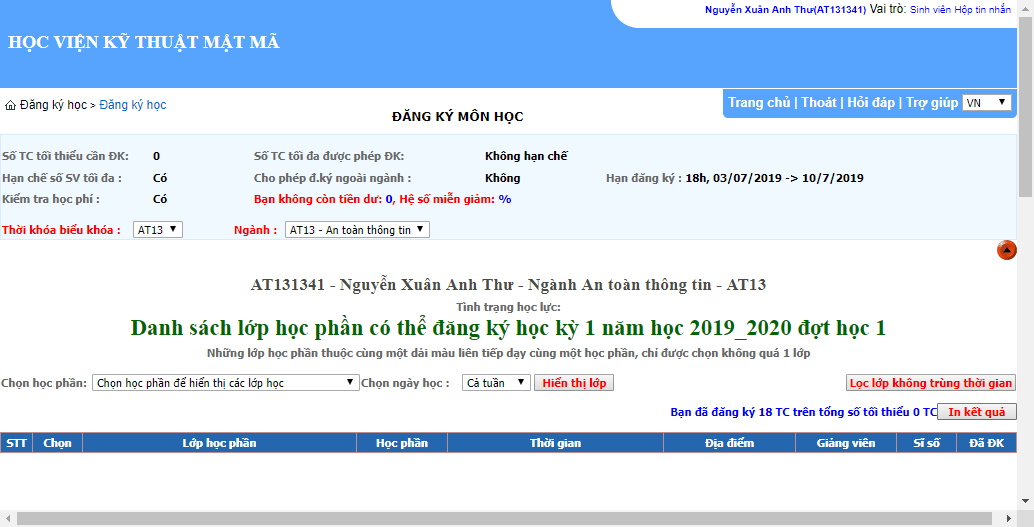 Nguyễn Xuân Anh Thư(AT131341) Vai trò: Sinh viên Hộp tin nhắn
HỌC VIỆN KỸ THUẬT MẬT MÃ
Trang chủ | Thoát | Hỏi đáp | Trợ giúp VN
Đăng ký học > Đăng ký học
ĐĂNG KÝ MÔN HỌC
Số TC tối thiểu cần ĐK: 0 Số TC tối đa được phép ĐK: Không hạn chế
Hạn chế số SV tối đa : Có Cho phép đ.ký ngoài ngành : Không Hạn đăng ký : 18h, 03/07/2019 -> 10/7/2019
Kiểm tra học phí : Có Bạn không còn tiền dư: 0, Hệ số miễn giảm: %
Thời khóa biểu khóa : AT13 Ngành : AT13 - An toàn thông tin
AT131341 - Nguyễn Xuân Anh Thư - Ngành An toàn thông tin - AT13
Tình trạng học lực:
Danh sách lớp học phần có thể đăng ký học kỳ 1 năm học 2019_2020 đợt học 1
Những lớp học phần thuộc cùng một dải màu liên tiếp dạy cùng một học phần, chỉ được chọn không quá 1 lớp
Chọn học phần: Chọn học phần để hiển thị các lớp học Chọn ngày học : Cả tuần Hiển thị lớp Lọc lớp không trùng thời gian
Bạn đã đăng ký 18 TC trên tổng số tối thiểu 0 TC In kết quả
STT Chọn Lớp học phần Học phần Thời gian Địa điểm Giảng viên Sĩ số Đã ĐK